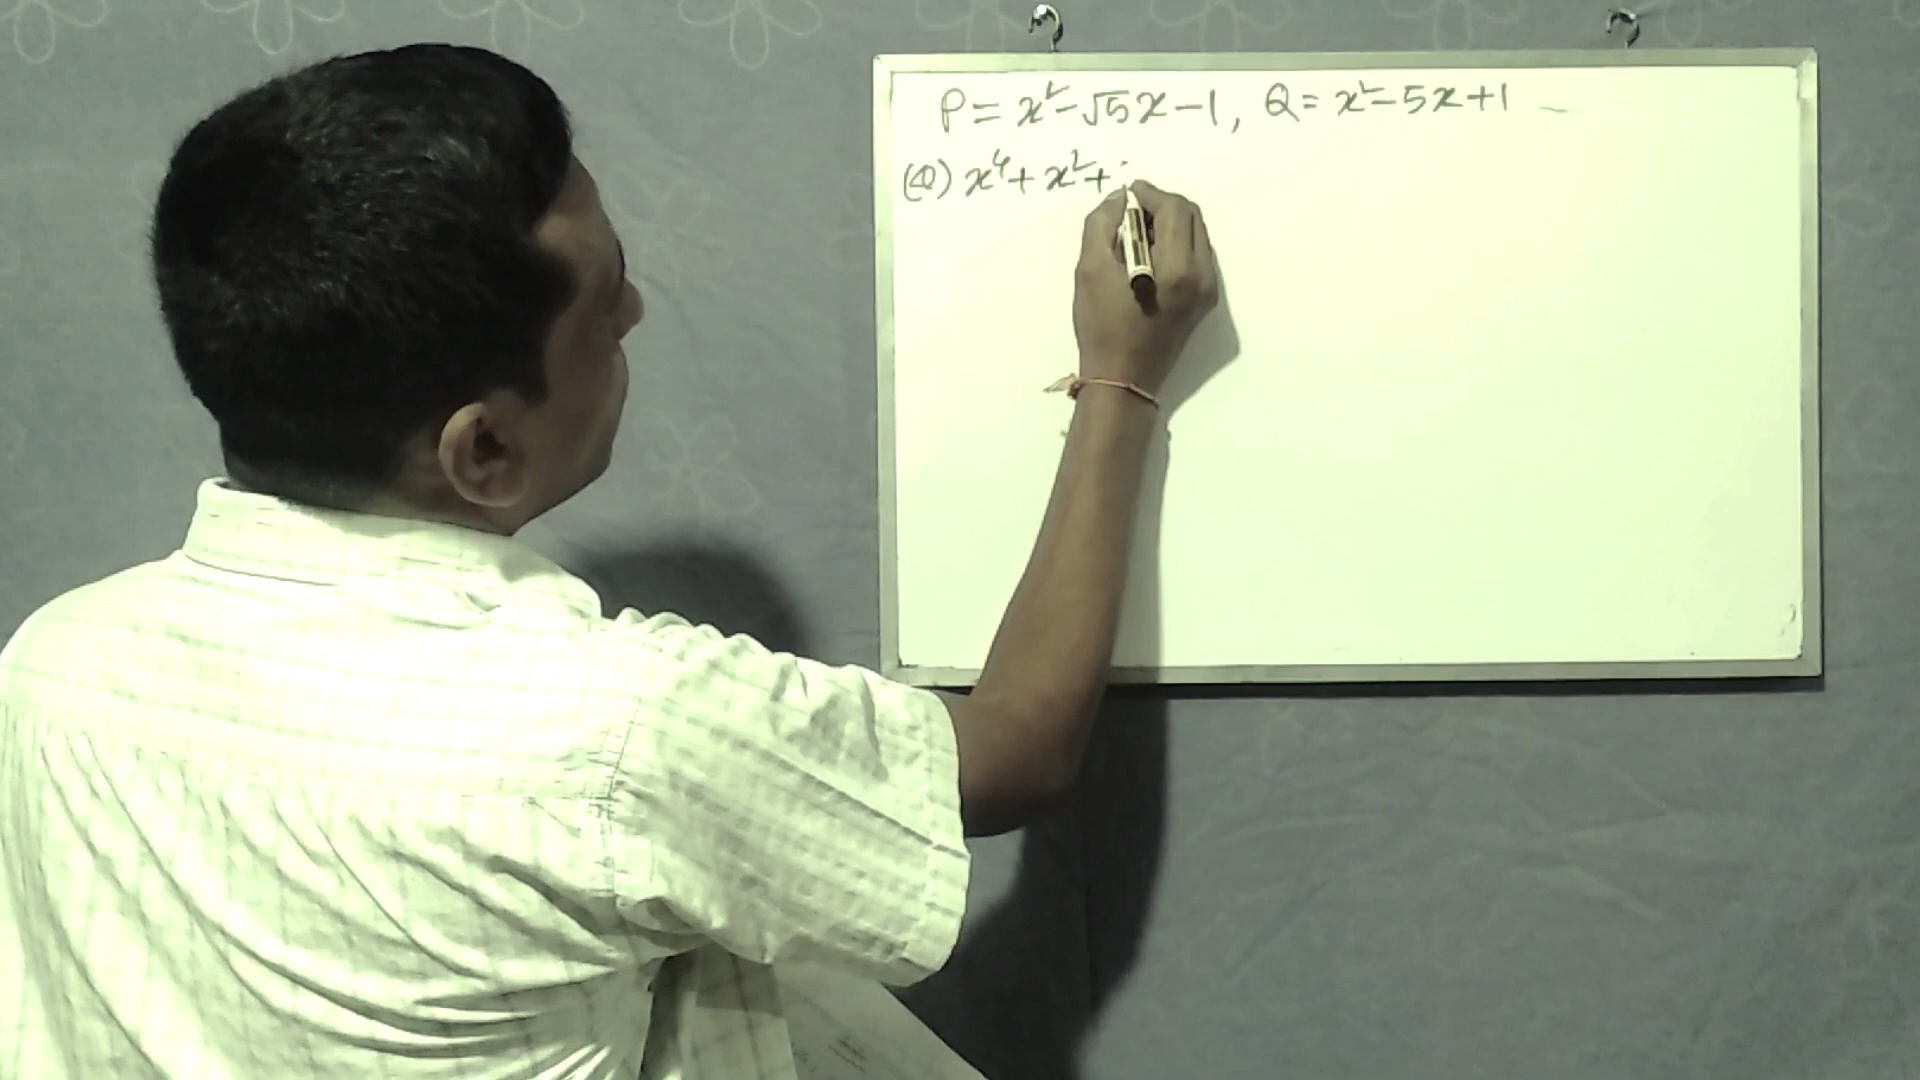 P = x² - √5x - 1, Q = x² - 5x + 1
(ক) x⁴ + x² +